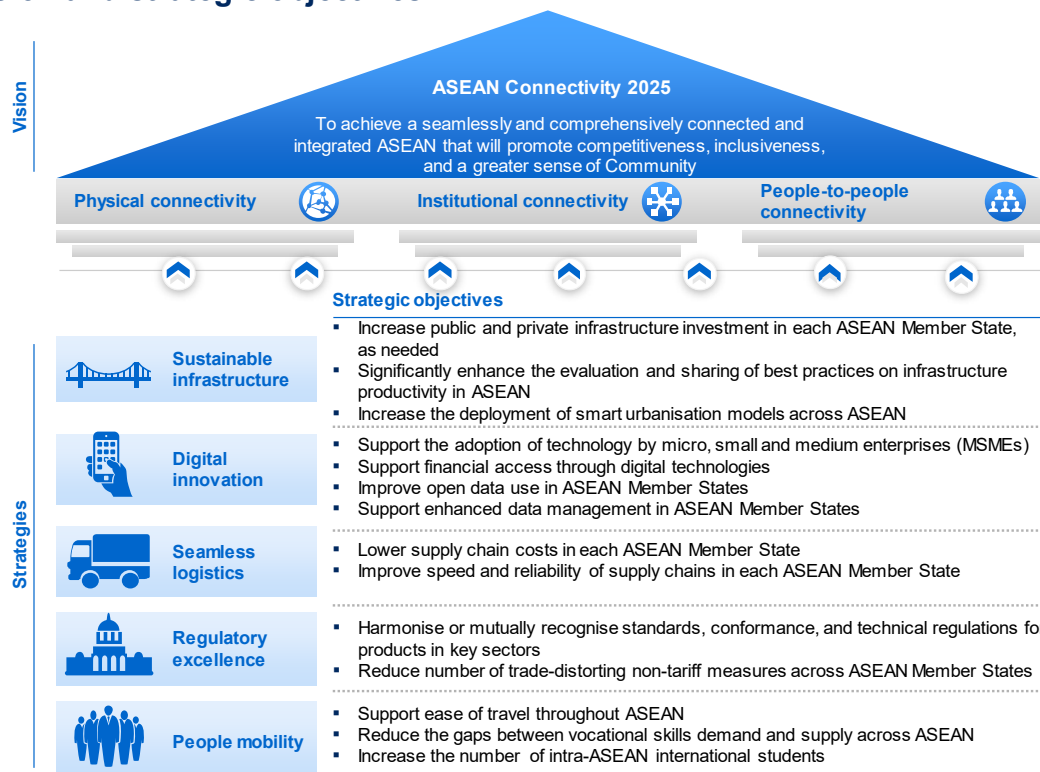 Vision
ASEAN Connectivity 2025
To achieve a seamlessly and comprehensively connected and
integrated ASEAN that will promote competitiveness, inclusiveness,
and a greater sense of Community
Physical connectivity
Institutional connectivity
People-to-people
connectivity
Strategic objectives
Strategies
Sustainable
infrastructure
▪ Increase public and private infrastructure investment in each ASEAN Member State,
as needed
▪ Significantly enhance the evaluation and sharing of best practices on infrastructure
productivity in ASEAN
▪ Increase the deployment of smart urbanisation models across ASEAN
Digital
innovation
▪ Support the adoption of technology by micro, small and medium enterprises (MSMEs)
▪ Support financial access through digital technologies
▪ Improve open data use in ASEAN Member States
▪ Support enhanced data management in ASEAN Member States
Seamless
logistics
▪ Lower supply chain costs in each ASEAN Member State
▪ Improve speed and reliability of supply chains in each ASEAN Member State
Regulatory
excellence
▪ Harmonise or mutually recognise standards, conformance, and technical regulations fo
products in key sectors
▪ Reduce number of trade-distorting non-tariff measures across ASEAN Member States
People mobility
▪ Support ease of travel throughout ASEAN
▪ Reduce the gaps between vocational skills demand and supply across ASEAN
▪ Increase the number of intra-ASEAN international students